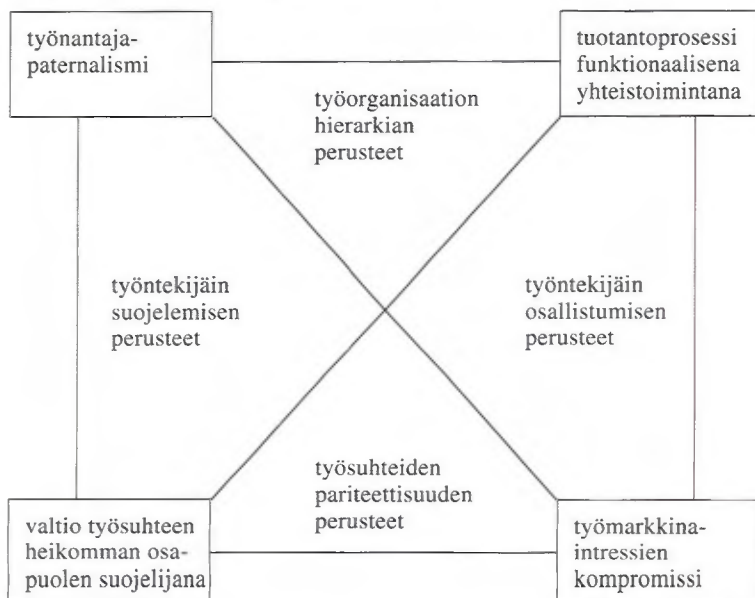 työnantaja-
paternalismi
tuotantoprosessi
funktionaalisena
yhteistoimintana
työorganisaation
hierarkian
perusteet
työntekijäin
suojelemisen
perusteet
työntekijäin
osallistumisen
perusteet
työsuhteiden
pariteettisuuden
perusteet
valtio työsuhteen
heikomman osa-
puolen suojelijana
työmarkkina-
intressien
kompromissi